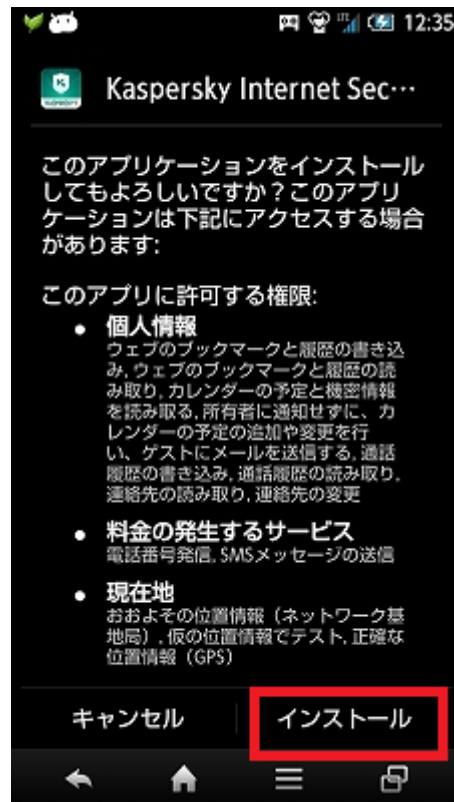 12:35
Kaspersky Internet Sec…
このアプリケーションをインストール
してもよろしいですか？このアプリ
ケーションは下記にアクセスする場合
があります:
このアプリに許可する権限:
• 個人情報
ウェブのブックマークと履歴の書き込
み, ウェブのブックマークと履歴の読
み取り, カレンダーの予定と機密情報
を読み取る, 所有者に通知せずに、カ
レンダーの予定の追加や変更を行
い、ゲストにメールを送信する, 通話
履歴の書き込み, 通話履歴の読み取り,
連絡先の読み取り, 連絡先の変更
• 料金の発生するサービス
電話番号発信, SMSメッセージの送信
• 現在地
おおよその位置情報（ネットワーク基
地局）, 仮の位置情報でテスト, 正確な
位置情報（GPS）
キャンセル
インストール